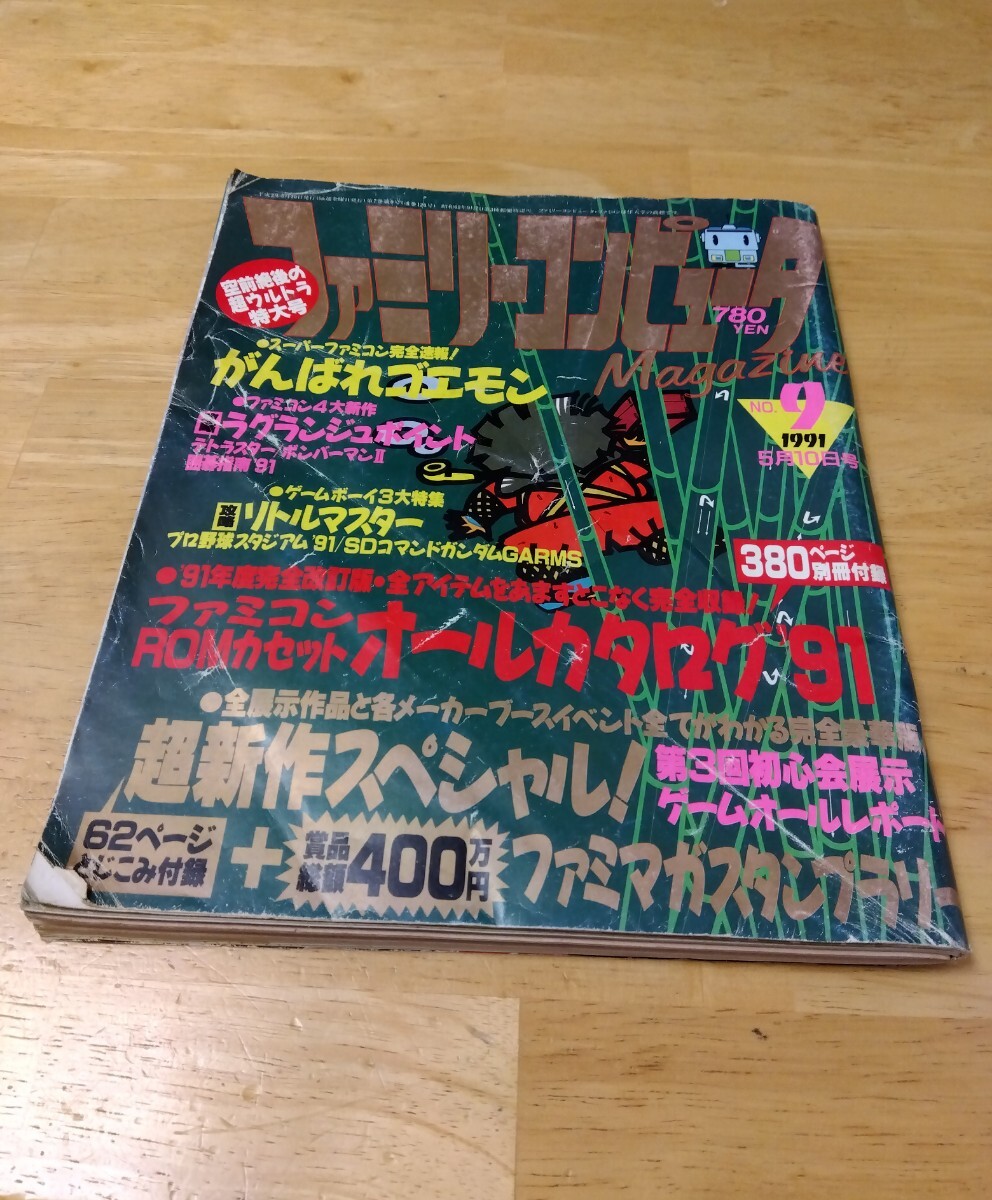 ファミリーコンピュータ
Magazine
780
YEN
空前絶後の
超ウルトラ
特大号
NO. 9
1991
5月10日号
●スーパーファミコン完全速報!
がんばれゴエモン
●ファミコン4大新作
ラグランジュポイント
テトラスター/ボンバーマンⅡ
囲碁指南'91
●ゲームボーイ3大特集
攻略 リトルマスター
プロ野球スタジアム'91/SDコマンドガンダムGARMS
380ページ
別冊付録
●'91年度完全改訂版・全アイテムをあますとこなく完全収録!
ファミコン
ROMカセット オールカタログ'91
●全展示作品と各メーカーブースイベント全てがわかる完全豪華版
超新作スペシャル!
第3回初心会展示
ゲームオールレポート
62ページ
とじこみ付録
+
賞品
総額 400 万円
ファミマガスタンプラリー